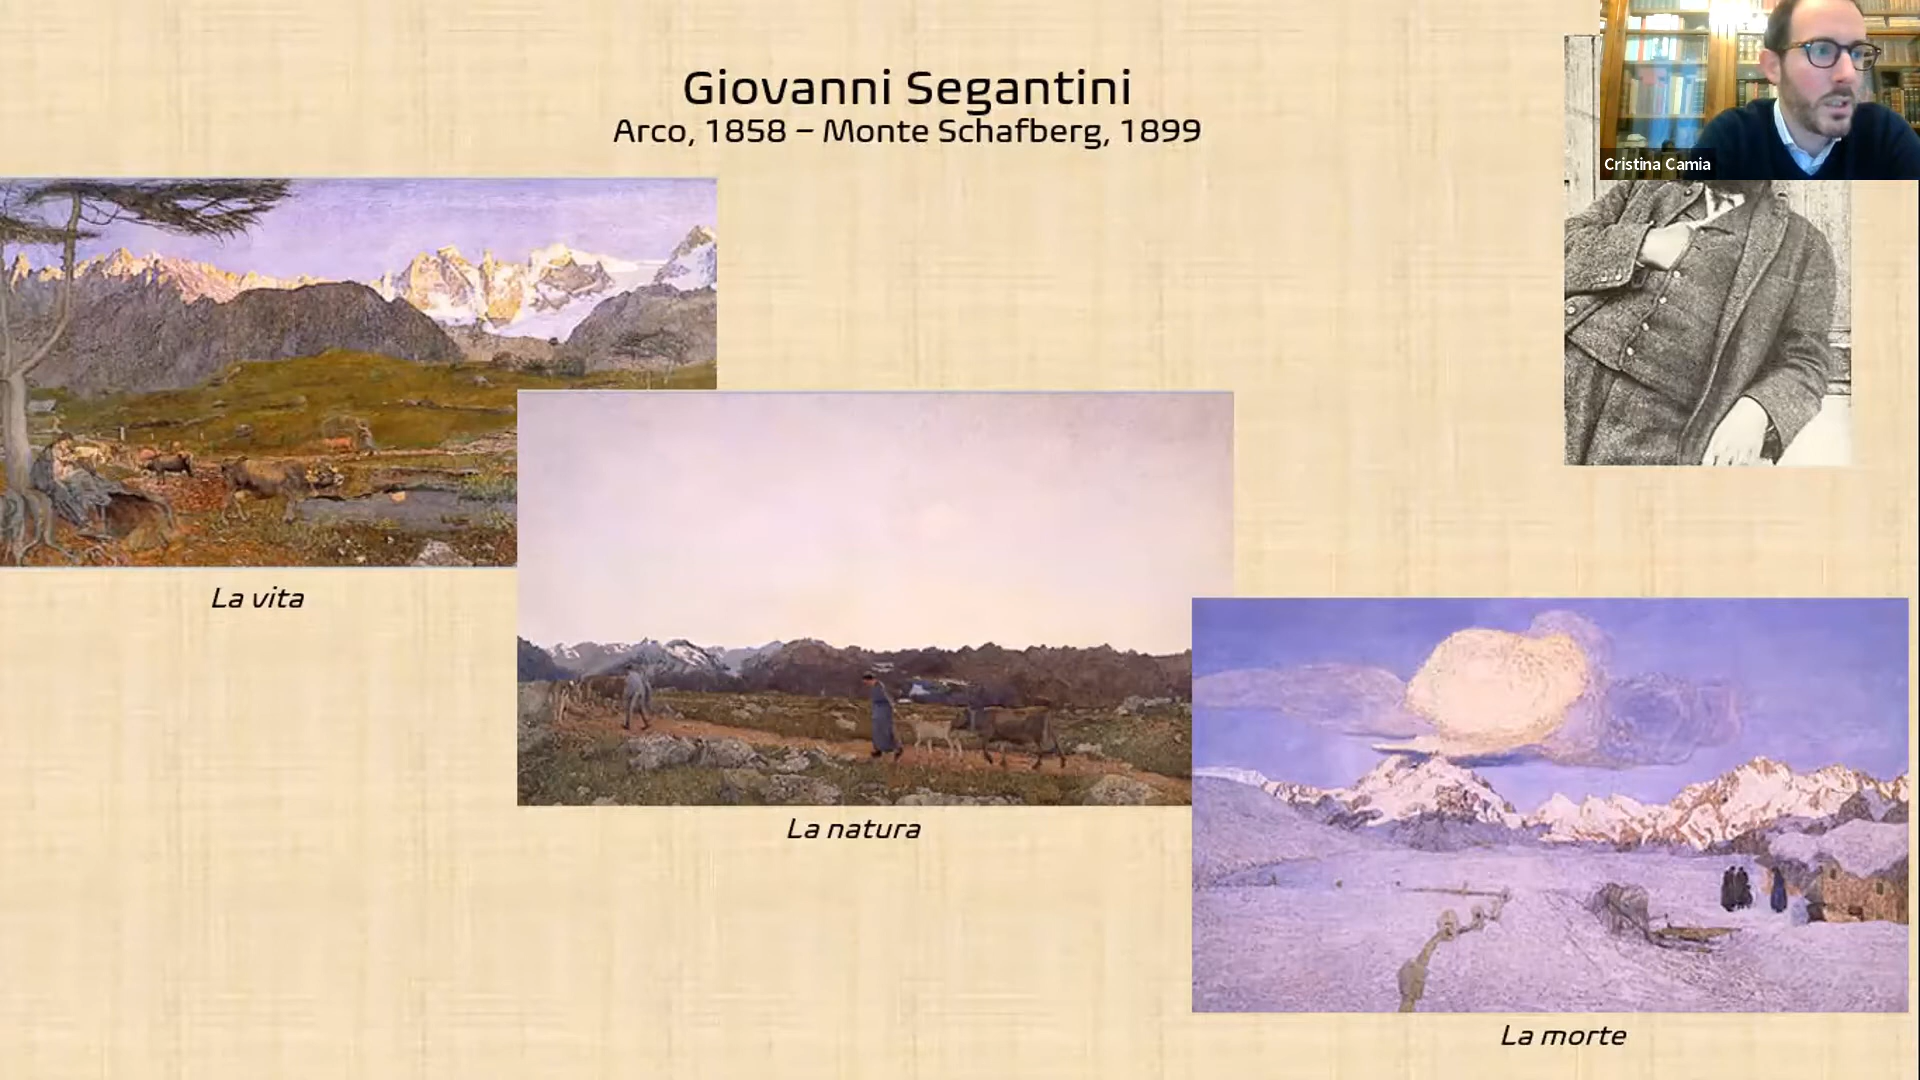 Giovanni Segantini
Arco, 1858 – Monte Schafberg, 1899
Cristina Camia
La vita
La natura
La morte